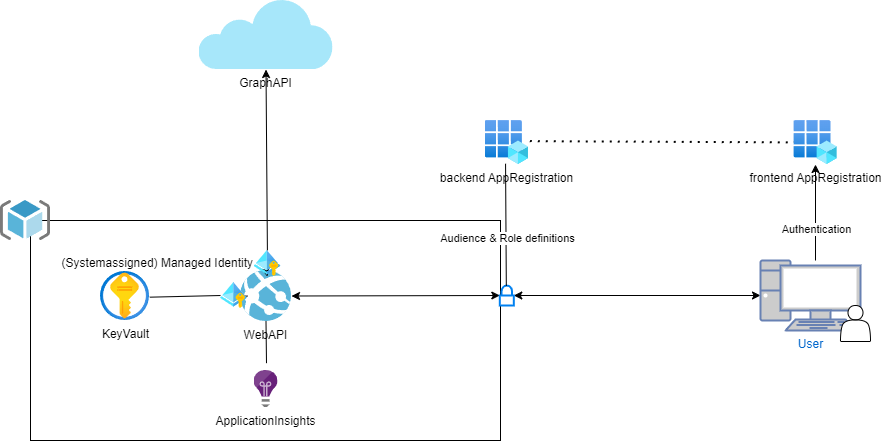 GraphAPI
backend AppRegistration
frontend AppRegistration
Audience & Role definitions
Authentication
(Systemassigned) Managed Identity
KeyVault
WebAPI
User
ApplicationInsights